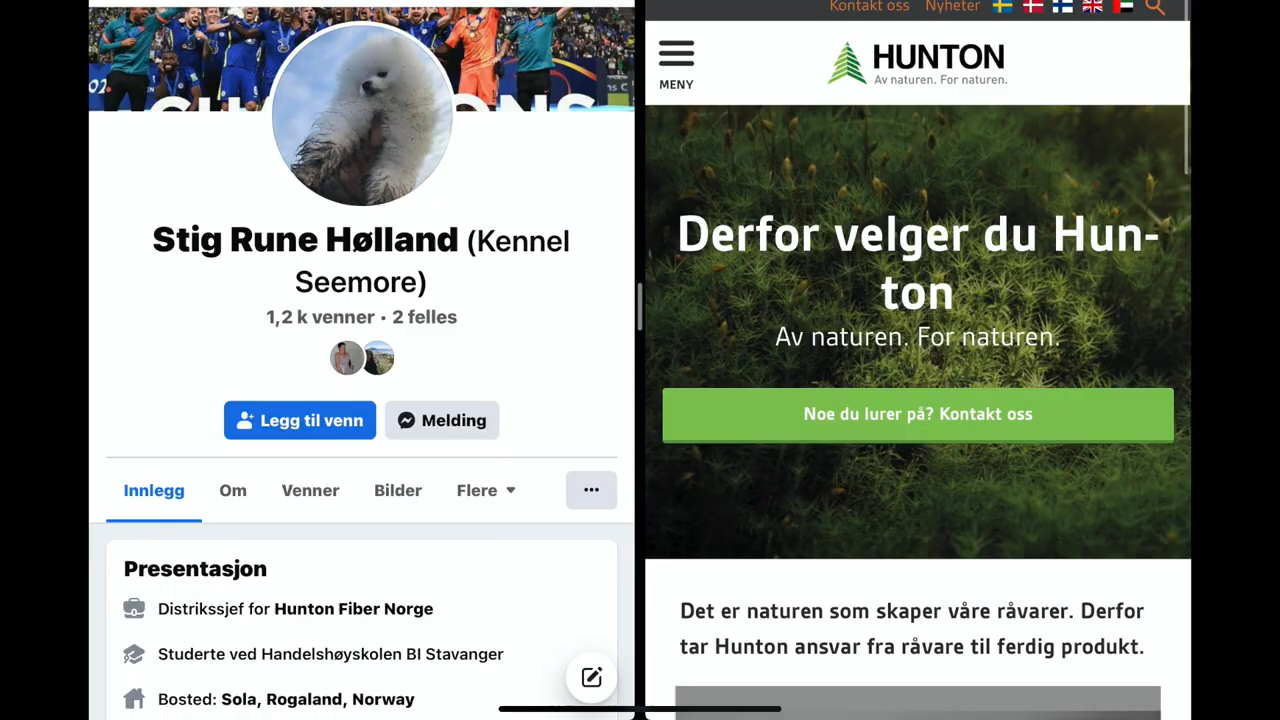 CHAMPIONS
Stig Rune Hølland (Kennel
Seemore)
1,2 k venner • 2 felles
Legg til venn
Melding
Innlegg
Om
Venner
Bilder
Flere
Presentasjon
Distrikssjef for Hunton Fiber Norge
Studerte ved Handelshøyskolen BI Stavanger
Bosted: Sola, Rogaland, Norway
Kontakt oss
Nyheter
MENY
HUNTON
Av naturen. For naturen.
Derfor velger du Hun-
ton
Av naturen. For naturen.
Noe du lurer på? Kontakt oss
Det er naturen som skaper våre råvarer. Derfor
tar Hunton ansvar fra råvare til ferdig produkt.